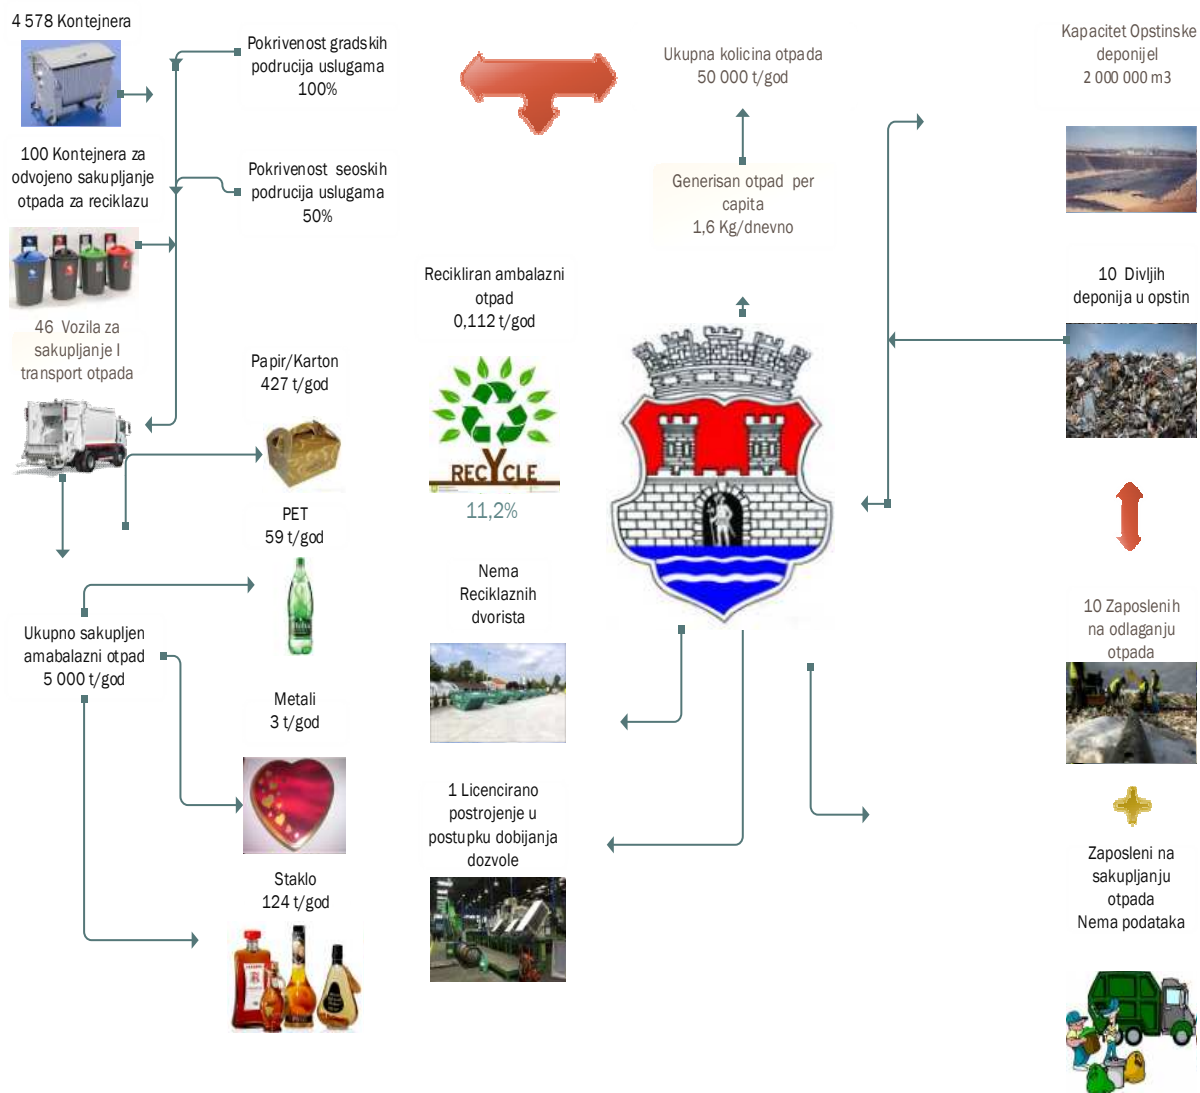 4 578 Kontejnera
100 Kontejnera za
odvojeno sakupljanje
otpada za reciklazu
46 Vozila za
sakupljanje I
transport otpada
Ukupno sakupljen
amabalazni otpad
5 000 t/god
Pokrivenost gradskih
podrucija uslugama
100%
Pokrivenost seoskih
podrucija uslugama
50%
Papir/Karton
427 t/god
PET
59 t/god
Metali
3 t/god
Staklo
124 t/god
Recikliran ambalazni
otpad
0,112 t/god
RECYCLE
11,2%
Nema
Reciklaznih
dvorista
1 Licencirano
postrojenje u
postupku dobijanja
dozvole
Ukupna kolicina otpada
50 000 t/god
Generisan otpad per
capita
1,6 Kg/dnevno
Kapacitet Opstinske
deponijeI
2 000 000 m3
10 Divljih
deponija u opstin
10 Zaposlenih
na odlaganju
otpada
Zaposleni na
sakupljanju
otpada
Nema podataka